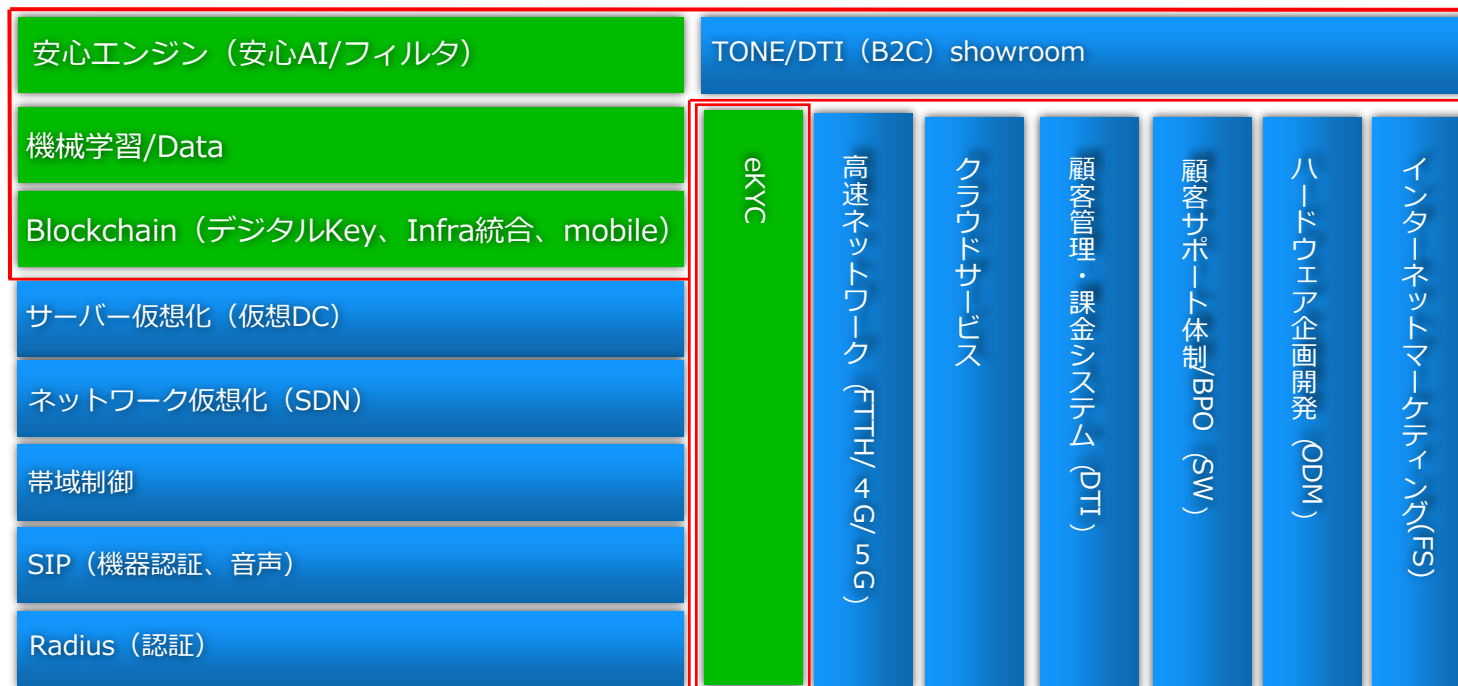 安心エンジン（安心AI/フィルタ）
TONE/DTI（B2C）showroom
機械学習/Data
Blockchain（デジタルKey、Infra統合、mobile）
サーバー仮想化（仮想DC）
ネットワーク仮想化（SDN）
帯域制御
SIP（機器認証、音声）
Radius（認証）
eKYC
高速ネットワーク（FTTH/４G/５G）
クラウドサービス
顧客管理・課金システム（DTI）
顧客サポート体制/BPO（SW）
ハードウェア企画開発（ODM）
インターネットマーケティング(FS)